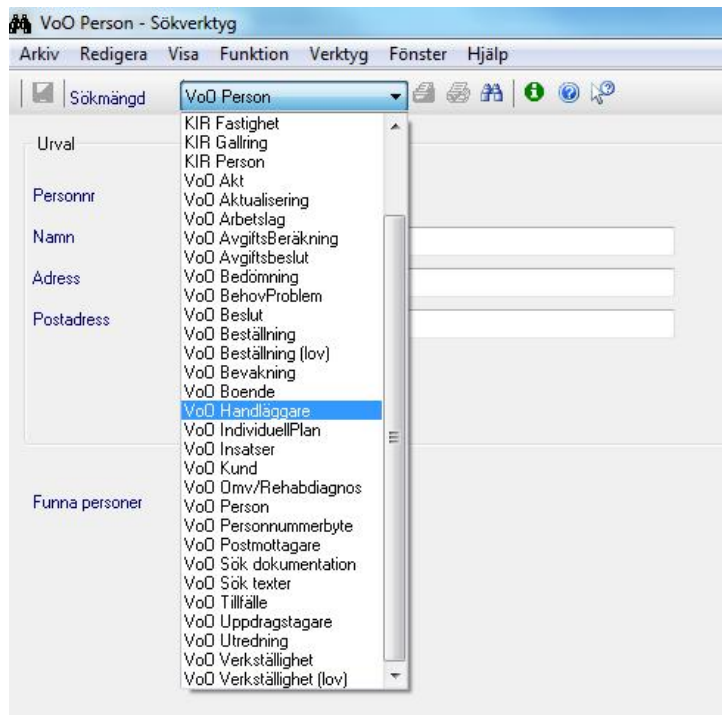 VoO Person - Sökverktyg
Arkiv Redigera Visa Funktion Verktyg Fönster Hjälp
Sökmängd VoO Person
Urval
Personnr
Namn
Adress
Postadress
Funna personer
KIR Fastighet
KIR Gallring
KIR Person
VoO Akt
VoO Aktualisering
VoO Arbetslag
VoO AvgiftsBeräkning
VoO Avgiftsbeslut
VoO Bedömning
VoO BehovProblem
VoO Beslut
VoO Beställning
VoO Beställning (lov)
VoO Bevakning
VoO Boende
VoO Handläggare
VoO IndividuellPlan
VoO Insatser
VoO Kund
VoO Omv/Rehabdiagnos
VoO Person
VoO Personnummerbyte
VoO Postmottagare
VoO Sök dokumentation
VoO Sök texter
VoO Tillfälle
VoO Uppdragstagare
VoO Utredning
VoO Verkställighet
VoO Verkställighet (lov)